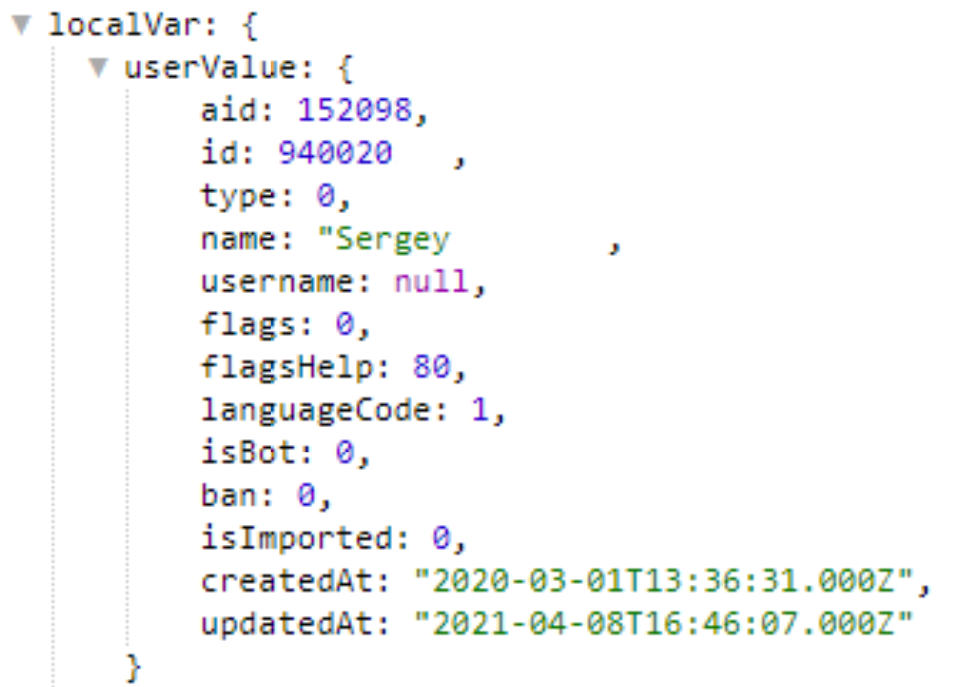 localVar: {
userValue: {
aid: 152098,
id: 940020 ,
type: 0,
name: "Sergey ,
username: null,
flags: 0,
flagsHelp: 80,
languageCode: 1,
isBot: 0,
ban: 0,
isImported: 0,
createdAt: "2020-03-01T13:36:31.000Z",
updatedAt: "2021-04-08T16:46:07.000Z"
}